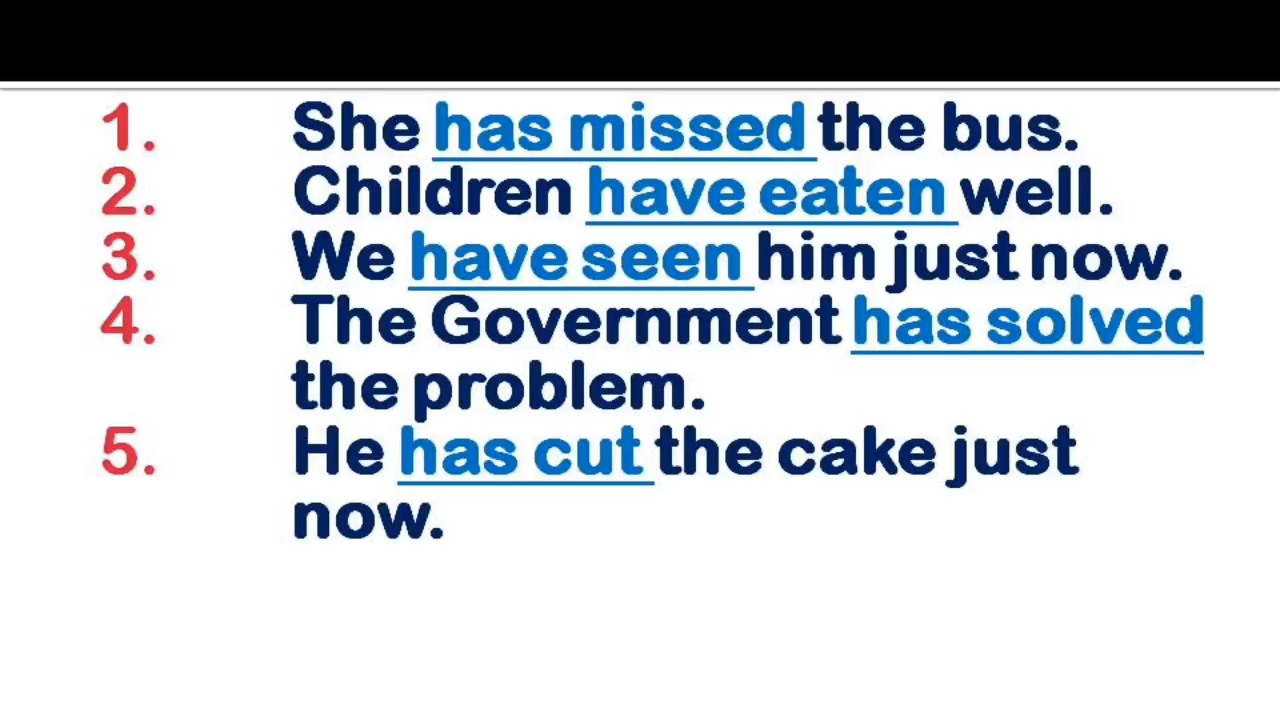 1. She has missed the bus.
2. Children have eaten well.
3. We have seen him just now.
4. The Government has solved
the problem.
5. He has cut the cake just
now.